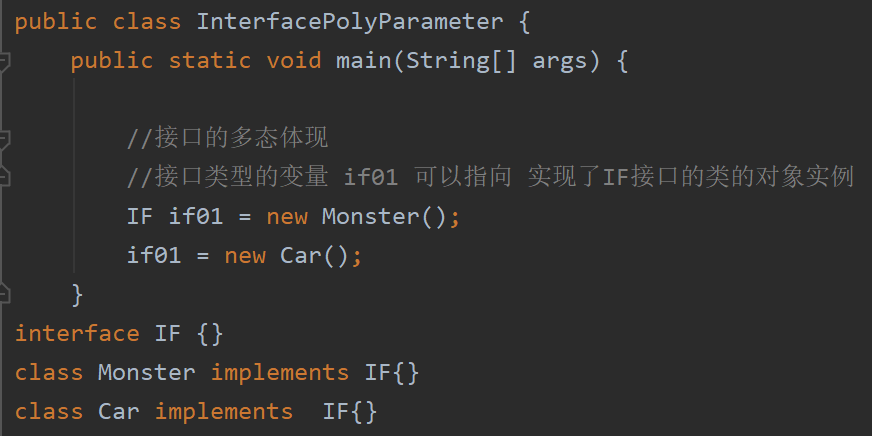 public class InterfacePolyParameter {
    public static void main(String[] args) {
        //接口的多态体现
        //接口类型的变量 if01 可以指向 实现了IF接口的类的对象实例
        IF if01 = new Monster();
        if01 = new Car();
    }
interface IF {}
class Monster implements IF{}
class Car implements  IF{}